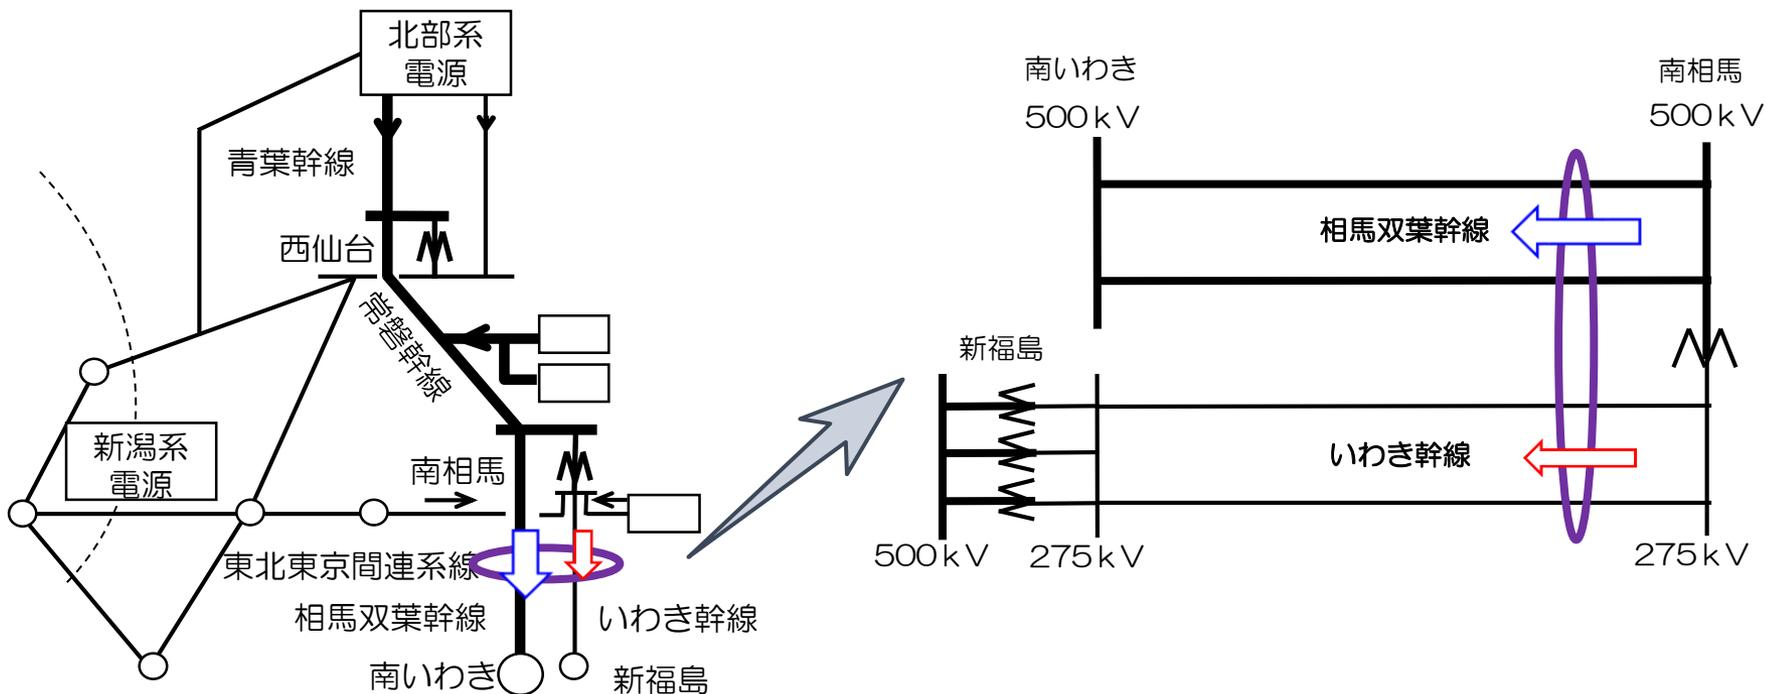 北部系
電源
青葉幹線
西仙台
常磐幹線
新潟系
電源
南相馬
東北東京間連系線
相馬双葉幹線
いわき幹線
南いわき
新福島
南いわき
500kV
南相馬
500kV
相馬双葉幹線
新福島
いわき幹線
500kV
275kV
275kV